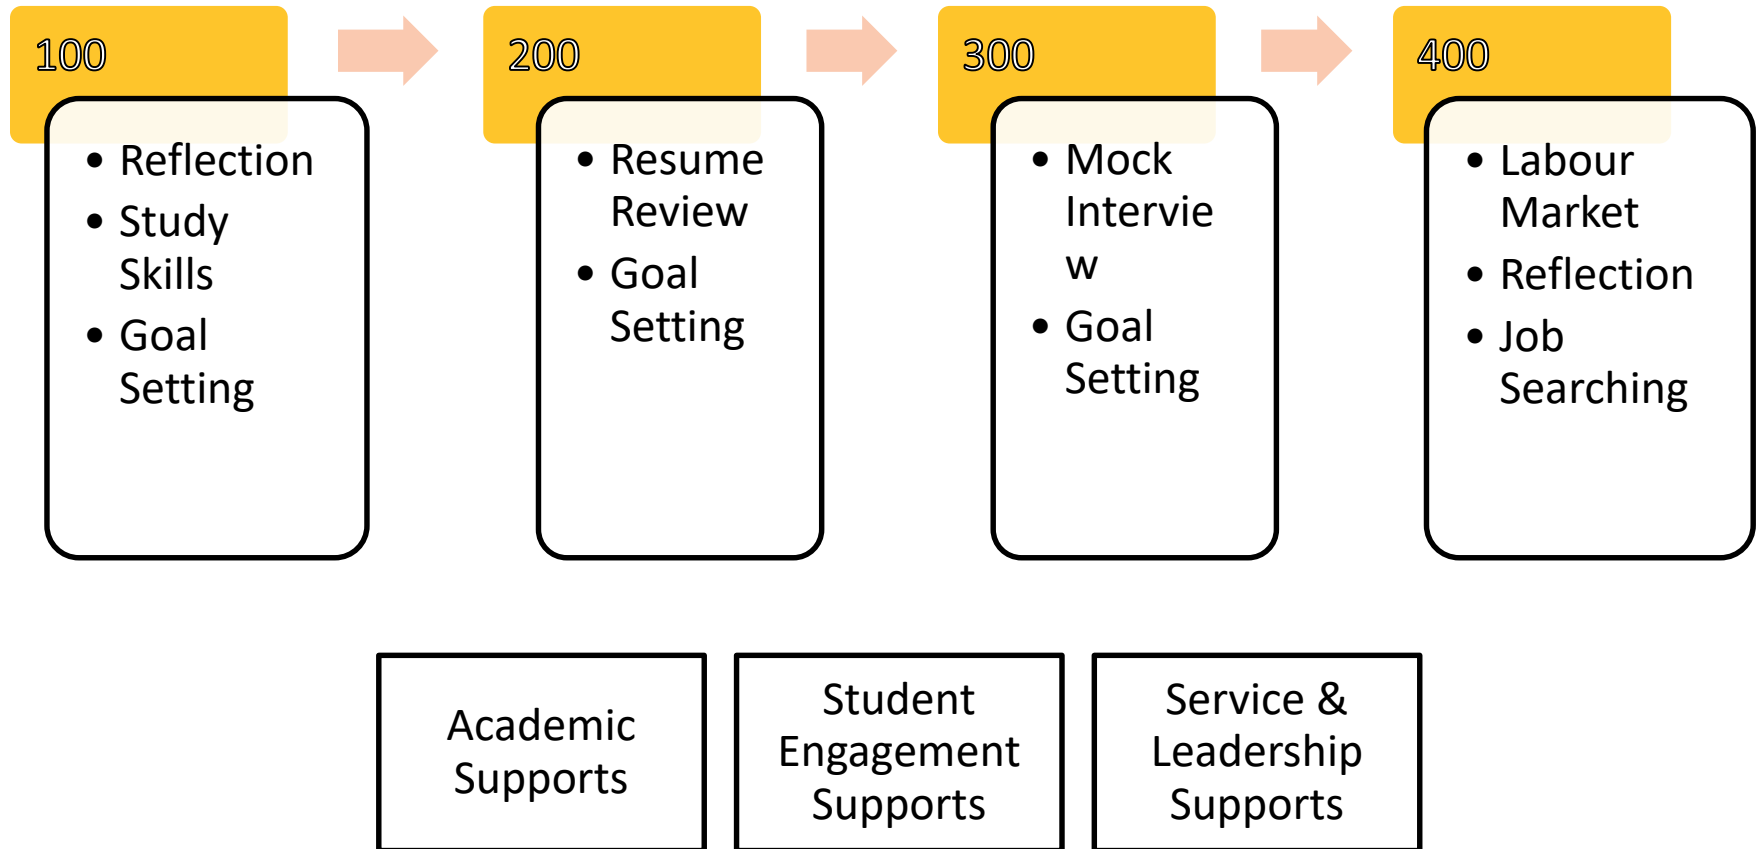 100
• Reflection
• Study
Skills
• Goal
Setting
200
• Resume
Review
• Goal
Setting
300
• Mock
Intervie
w
• Goal
Setting
400
• Labour
Market
• Reflection
• Job
Searching
Academic
Supports
Student
Engagement
Supports
Service &
Leadership
Supports